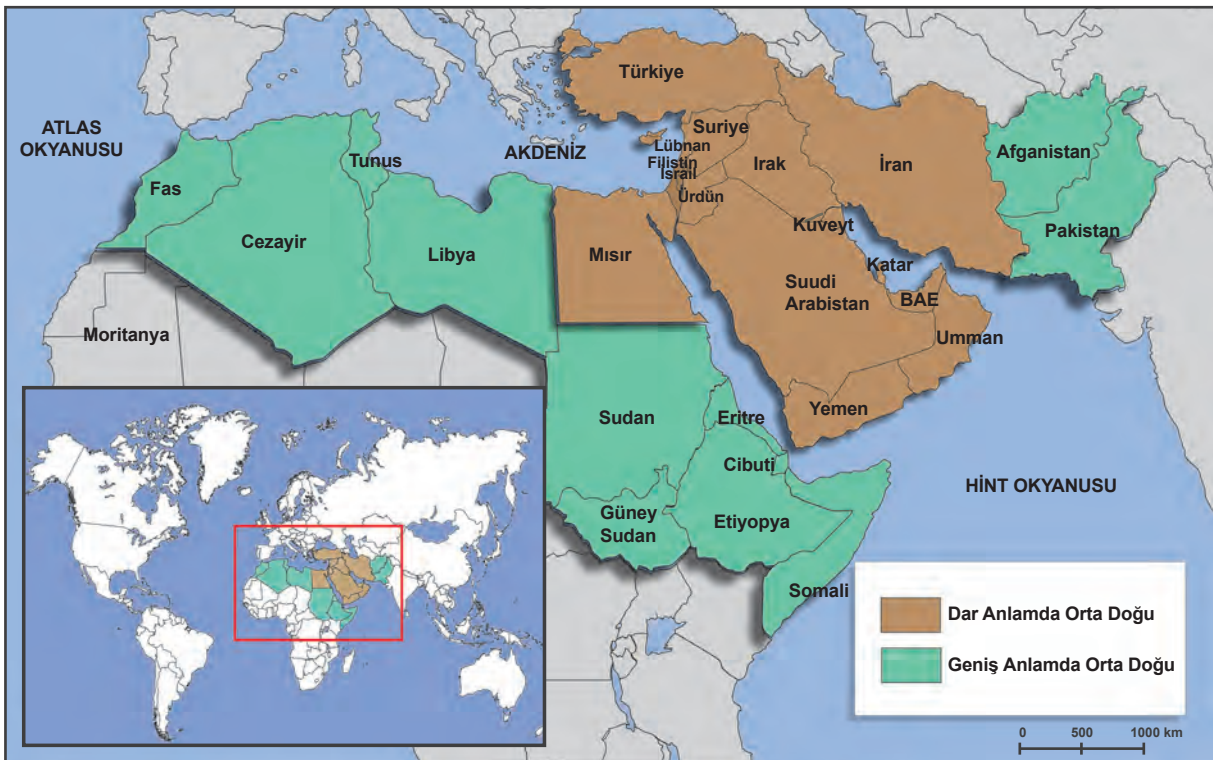 ATLAS
OKYANUSU
AKDENİZ
Türkiye
Suriye
Lübnan
Filistin
İsrail
Ürdün
Irak
İran
Afganistan
Pakistan
Fas
Tunus
Cezayir
Libya
Mısır
Kuveyt
Katar
Suudi
Arabistan
BAE
Umman
Yemen
Moritanya
Sudan
Eritre
Cibuti
Güney
Sudan
Etiyopya
Somali
HİNT OKYANUSU
Dar Anlamda Orta Doğu
Geniş Anlamda Orta Doğu
0 500 1000 km